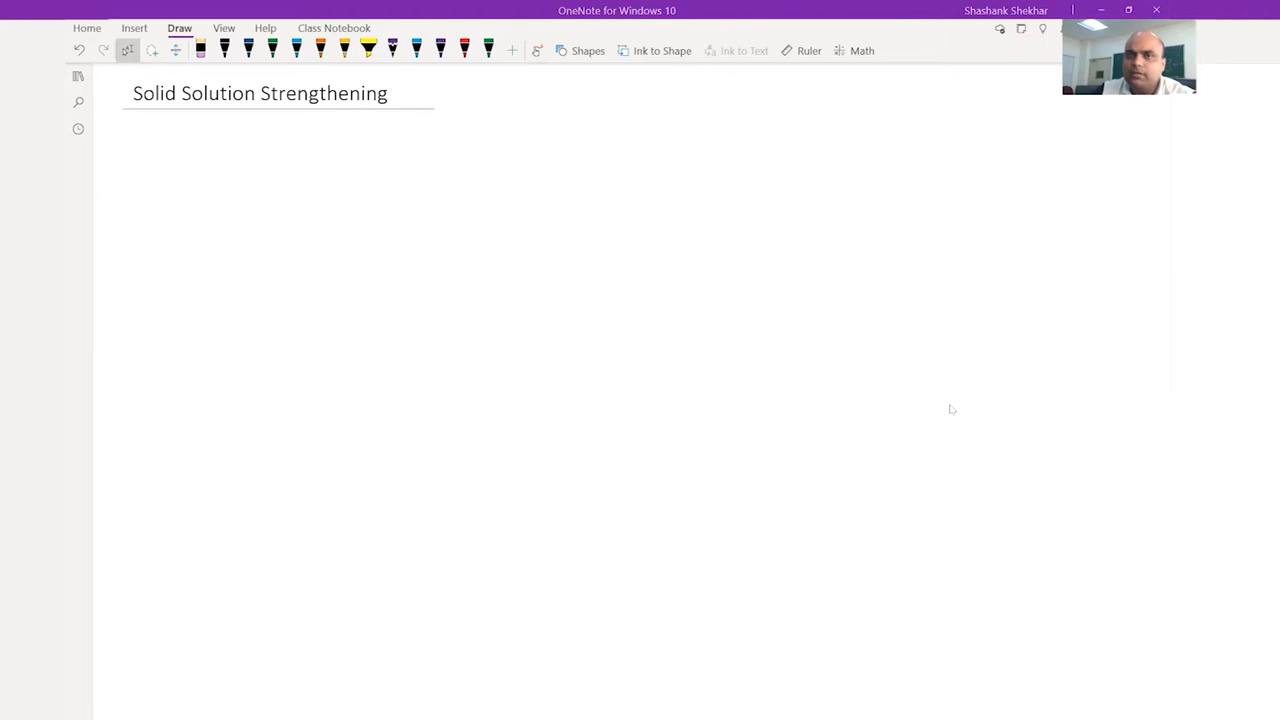 OneNote for Windows 10
Shashank Shekhar
Home Insert Draw View Help Class Notebook
Shapes Ink to Shape Ink to Text Ruler Math
Solid Solution Strengthening